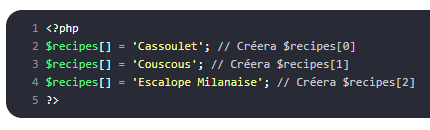 1 <?php
2 $recipes[] = 'Cassoulet'; // Créera $recipes[0]
3 $recipes[] = 'Couscous'; // Créera $recipes[1]
4 $recipes[] = 'Escalope Milanaise'; // Créera $recipes[2]
5 ?>